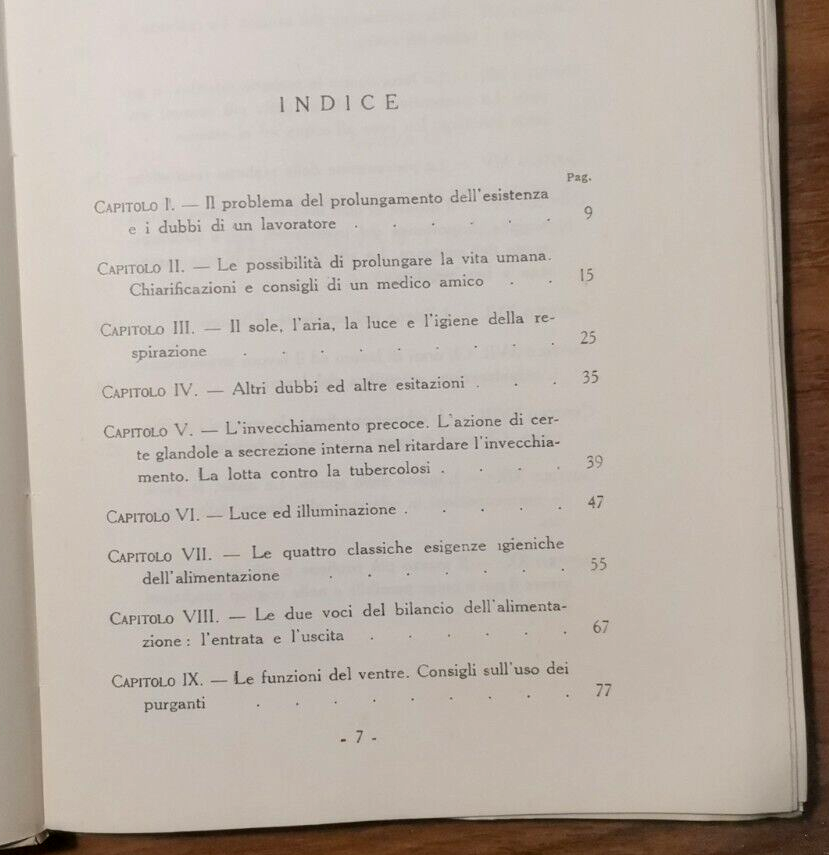 INDICE
Pag.
CAPITOLO I. — Il problema del prolungamento dell'esistenza
e i dubbi di un lavoratore . . . . . . 9
CAPITOLO II. — Le possibilità di prolungare la vita umana.
Chiarificazioni e consigli di un medico amico . . 15
CAPITOLO III. — Il sole, l'aria, la luce e l'igiene della re-
spirazione . . . . . . . . . 25
CAPITOLO IV. — Altri dubbi ed altre esitazioni . . . 35
CAPITOLO V. — L'invecchiamento precoce. L'azione di cer-
te glandole a secrezione interna nel ritardare l'invecchia-
mento. La lotta contro la tubercolosi . . . . 39
CAPITOLO VI. — Luce ed illuminazione . . . . . 47
CAPITOLO VII. — Le quattro classiche esigenze igieniche
dell'alimentazione . . . . . . . 55
CAPITOLO VIII. — Le due voci del bilancio dell'alimenta-
zione : l'entrata e l'uscita . . . . . . 67
CAPITOLO IX. — Le funzioni del ventre. Consigli sull'uso dei
purganti . . . . . . . . . 77
- 7 -